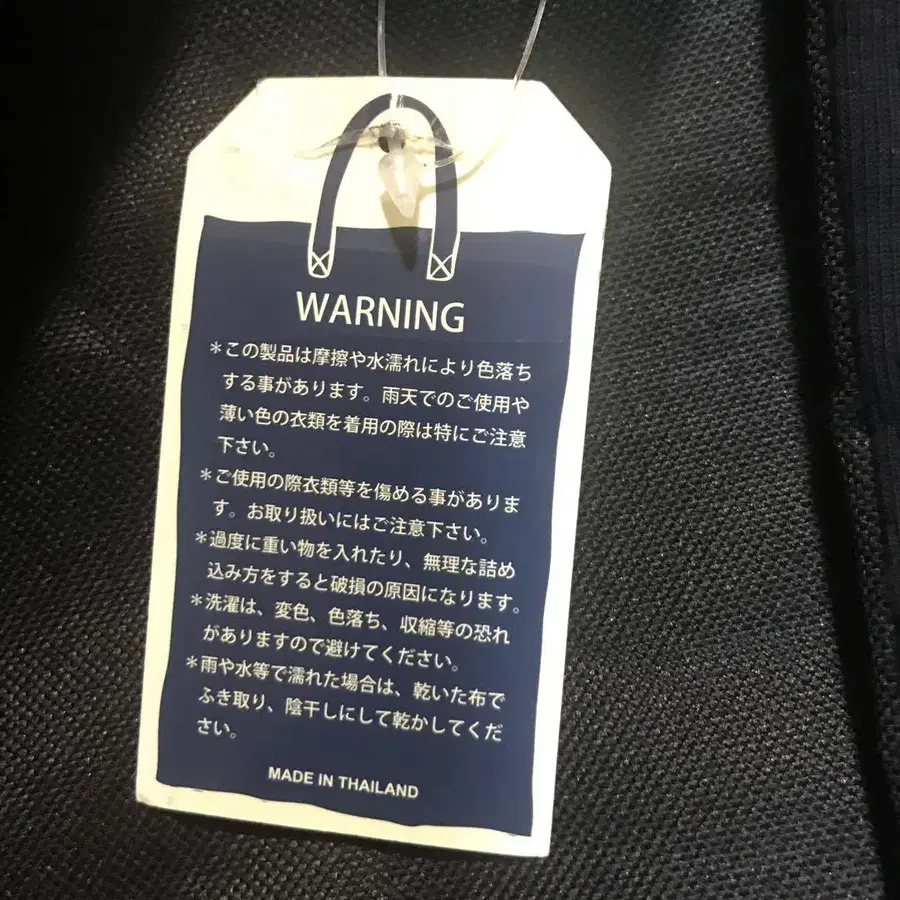 WARNING
＊この製品は摩擦や水濡れにより色落ち
する事があります。雨天でのご使用や
薄い色の衣類を着用の際は特にご注意
下さい。
＊ご使用の際衣類等を傷める事がありま
す。お取り扱いにはご注意下さい。
＊過度に重い物を入れたり、無理な詰め
込み方をすると破損の原因になります。
＊洗濯は、変色、色落ち、収縮等の恐れ
がありますので避けてください。
＊雨や水等で濡れた場合は、乾いた布で
ふき取り、陰干しにして乾かしてくだ
さい。
MADE IN THAILAND